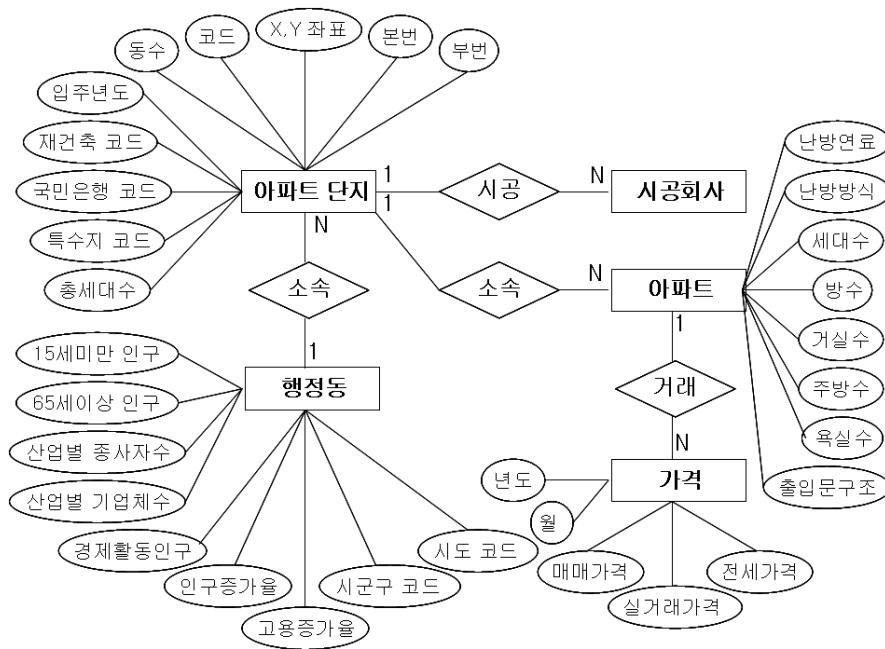 X,Y 좌표
코드
본번
동수
부번
입주년도
재건축 코드
국민은행 코드
특수지 코드
총세대수
아파트 단지
1
1
N
시공
N
시공회사
난방연료
난방방식
세대수
방수
거실수
주방수
욕실수
출입문구조
소속
소속
N
아파트
1
1
거래
N
15세미만 인구
65세이상 인구
산업별 종사자수
산업별 기업체수
행정동
경제활동인구
인구증가율
고용증가율
시군구 코드
시도 코드
년도
월
가격
매매가격
실거래가격
전세가격